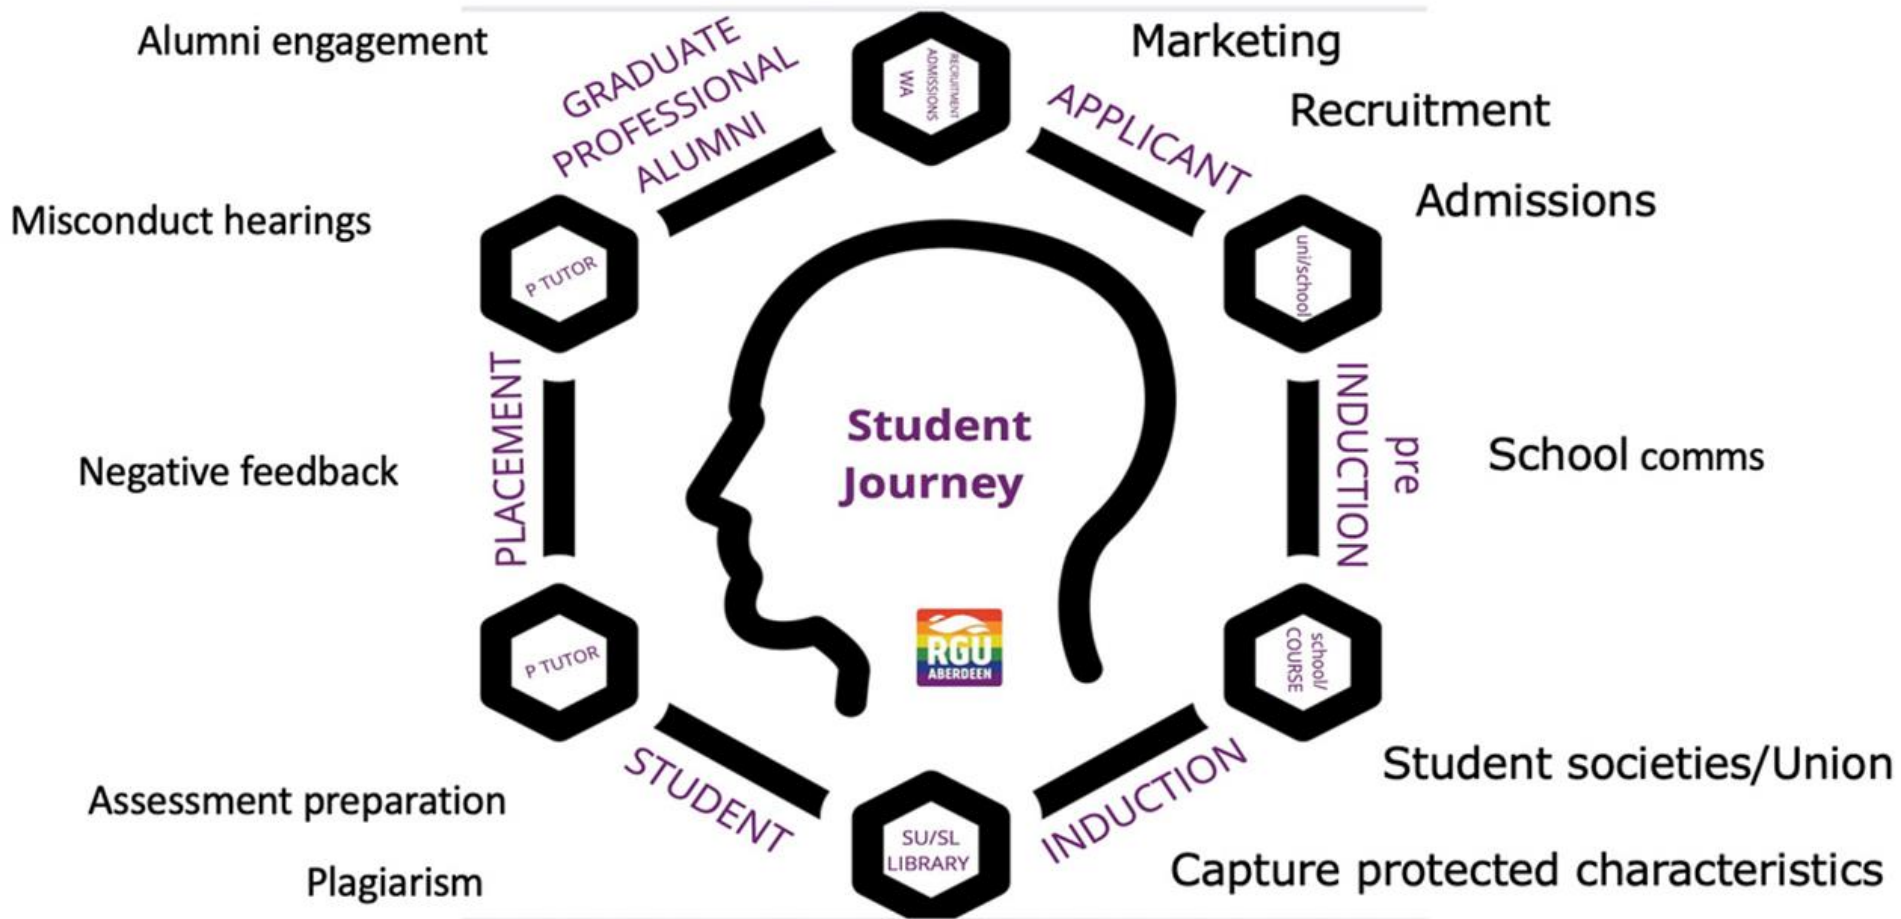 Alumni engagement
GRADUATE
PROFESSIONAL
ALUMNI
RECRUITMENT
ADMISSIONS
WA
Marketing
APPLICANT
Recruitment
Admissions
Misconduct hearings
P TUTOR
uni/school
PLACEMENT
Student
Journey
pre
INDUCTION
School comms
Negative feedback
P TUTOR
RGU
ABERDEEN
school/
COURSE
STUDENT
INDUCTION
Student societies/Union
Assessment preparation
SU/SL
LIBRARY
Capture protected characteristics
Plagiarism